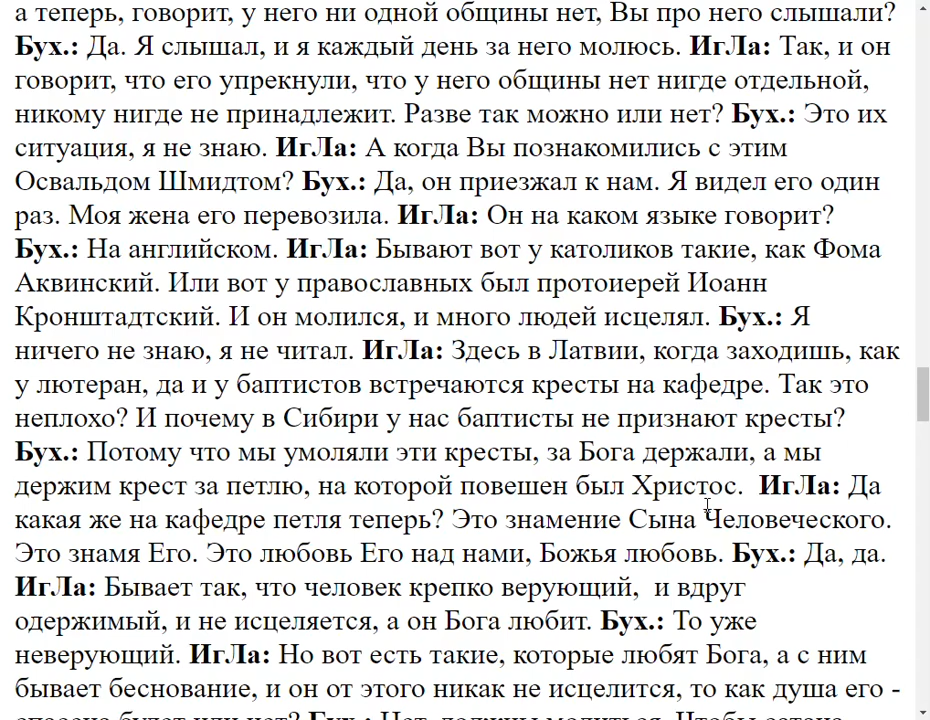 а теперь, говорит, у него ни одной общины нет, Вы про него слышали?
Бух.: Да. Я слышал, и я каждый день за него молюсь. ИгЛа: Так, и он
говорит, что его упрекнули, что у него общины нет нигде отдельной,
никому нигде не принадлежит. Разве так можно или нет? Бух.: Это их
ситуация, я не знаю. ИгЛа: А когда Вы познакомились с этим
Освальдом Шмидтом? Бух.: Да, он приезжал к нам. Я видел его один
раз. Моя жена его перевозила. ИгЛа: Он на каком языке говорит?
Бух.: На английском. ИгЛа: Бывают вот у католиков такие, как Фома
Аквинский. Или вот у православных был протоиерей Иоанн
Кронштадтский. И он молился, и много людей исцелял. Бух.: Я
ничего не знаю, я не читал. ИгЛа: Здесь в Латвии, когда заходишь, как
у лютеран, да и у баптистов встречаются кресты на кафедре. Так это
неплохо? И почему в Сибири у нас баптисты не признают кресты?
Бух.: Потому что мы умоляли эти кресты, за Бога держали, а мы
держим крест за петлю, на которой повешен был Христос. ИгЛа: Да
какая же на кафедре петля теперь? Это знамение Сына Человеческого.
Это знамя Его. Это любовь Его над нами, Божья любовь. Бух.: Да, да.
ИгЛа: Бывает так, что человек крепко верующий, и вдруг
одержимый, и не исцеляется, а он Бога любит. Бух.: То уже
неверующий. ИгЛа: Но вот есть такие, которые любят Бога, а с ним
бывает беснование, и он от этого никак не исцелится, то как душа его -
спасена будет или нет? Бух.: Нет, должны молиться. Чтобы сатана